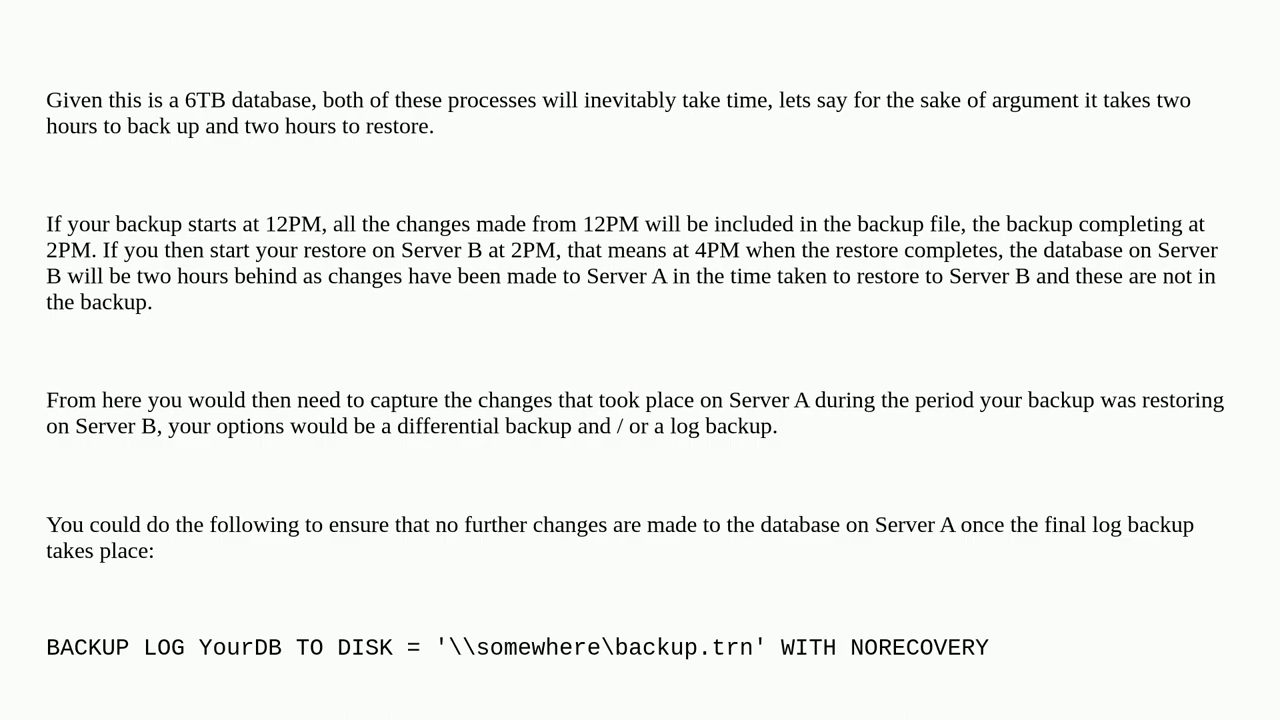 Given this is a 6TB database, both of these processes will inevitably take time, lets say for the sake of argument it takes two
hours to back up and two hours to restore.
If your backup starts at 12PM, all the changes made from 12PM will be included in the backup file, the backup completing at
2PM. If you then start your restore on Server B at 2PM, that means at 4PM when the restore completes, the database on Server
B will be two hours behind as changes have been made to Server A in the time taken to restore to Server B and these are not in
the backup.
From here you would then need to capture the changes that took place on Server A during the period your backup was restoring
on Server B, your options would be a differential backup and / or a log backup.
You could do the following to ensure that no further changes are made to the database on Server A once the final log backup
takes place:
BACKUP LOG YourDB TO DISK = '\\somewhere\backup.trn' WITH NORECOVERY